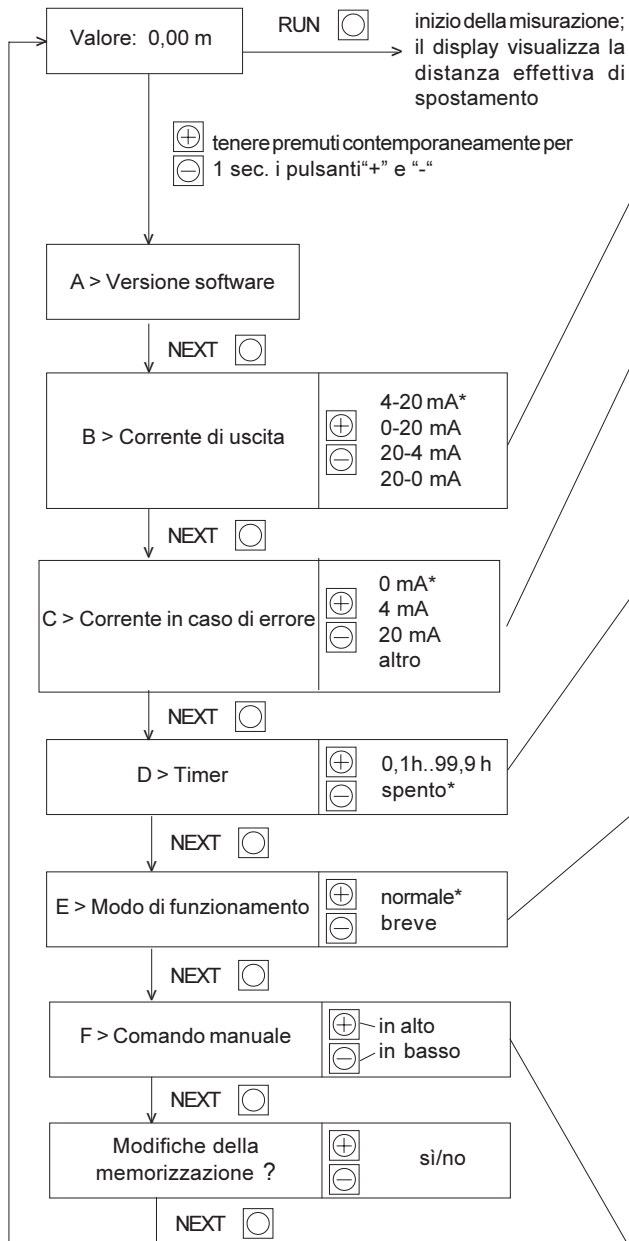 Valore: 0,00 m
RUN
inizio della misurazione;
il display visualizza la
distanza effettiva di
spostamento
tenere premuti contemporaneamente per
1 sec. i pulsanti“+” e “-“
A > Versione software
NEXT
B > Corrente di uscita
4-20 mA*
0-20 mA
20-4 mA
20-0 mA
NEXT
C > Corrente in caso di errore
0 mA*
4 mA
20 mA
altro
NEXT
D > Timer
0,1h..99,9 h
spento*
NEXT
E > Modo di funzionamento
normale*
breve
NEXT
F > Comando manuale
in alto
in basso
NEXT
Modifiche della
memorizzazione ?
sì/no
NEXT